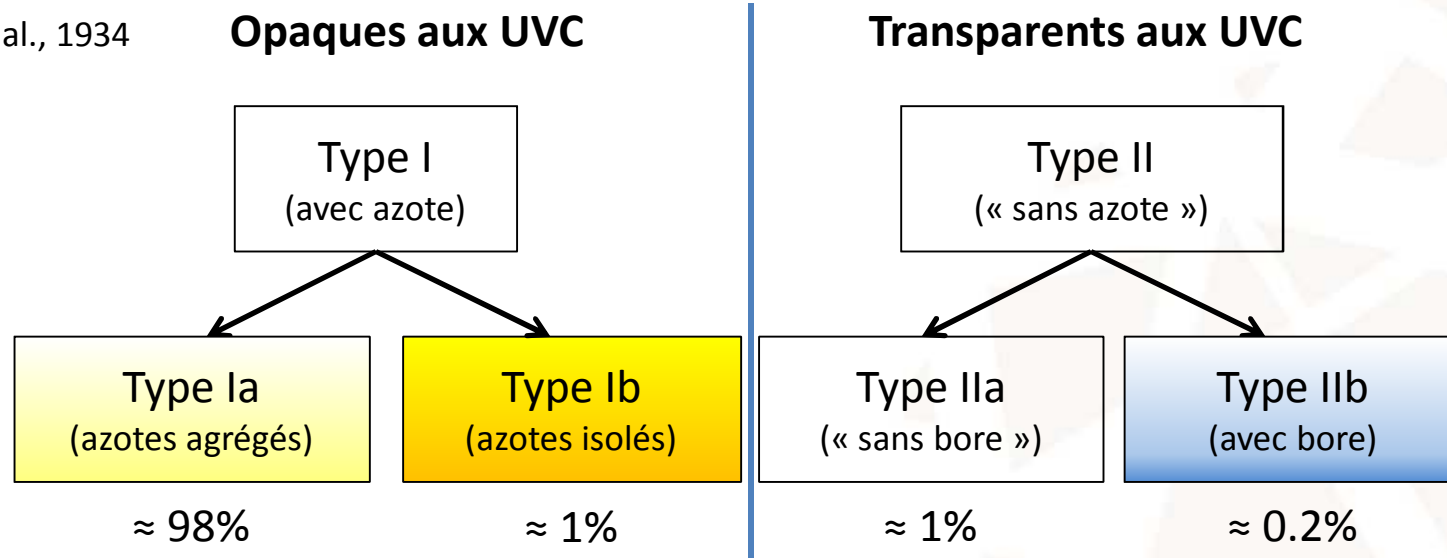 al., 1934
Opaques aux UVC
Transparents aux UVC
Type I
(avec azote)
Type II
(« sans azote »)
Type Ia
(azotes agrégés)
Type Ib
(azotes isolés)
Type IIa
(« sans bore »)
Type IIb
(avec bore)
≈ 98%
≈ 1%
≈ 1%
≈ 0.2%